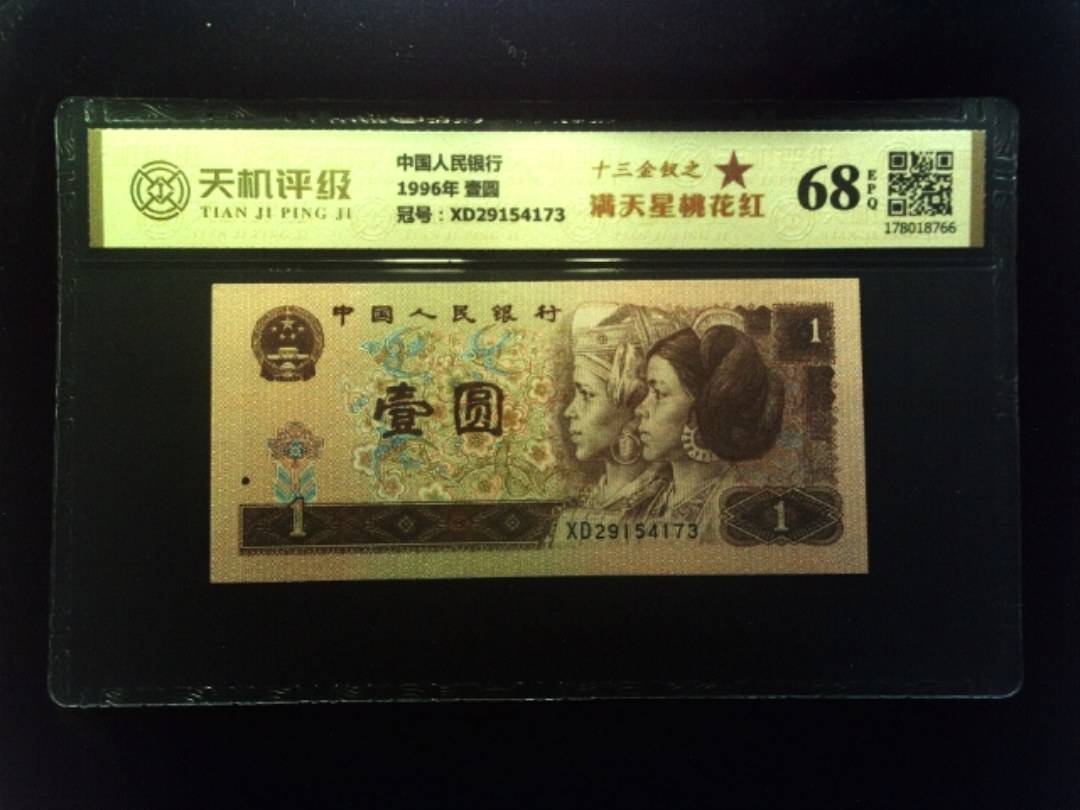 天机评级
TIAN JI PING JI
中国人民银行
1996年 壹圆
冠号：XD29154173
十三金钗之
满天星桃花红
68
EPQ
178018766
中国人民银行
1
壹圆
1
XD29154173
1